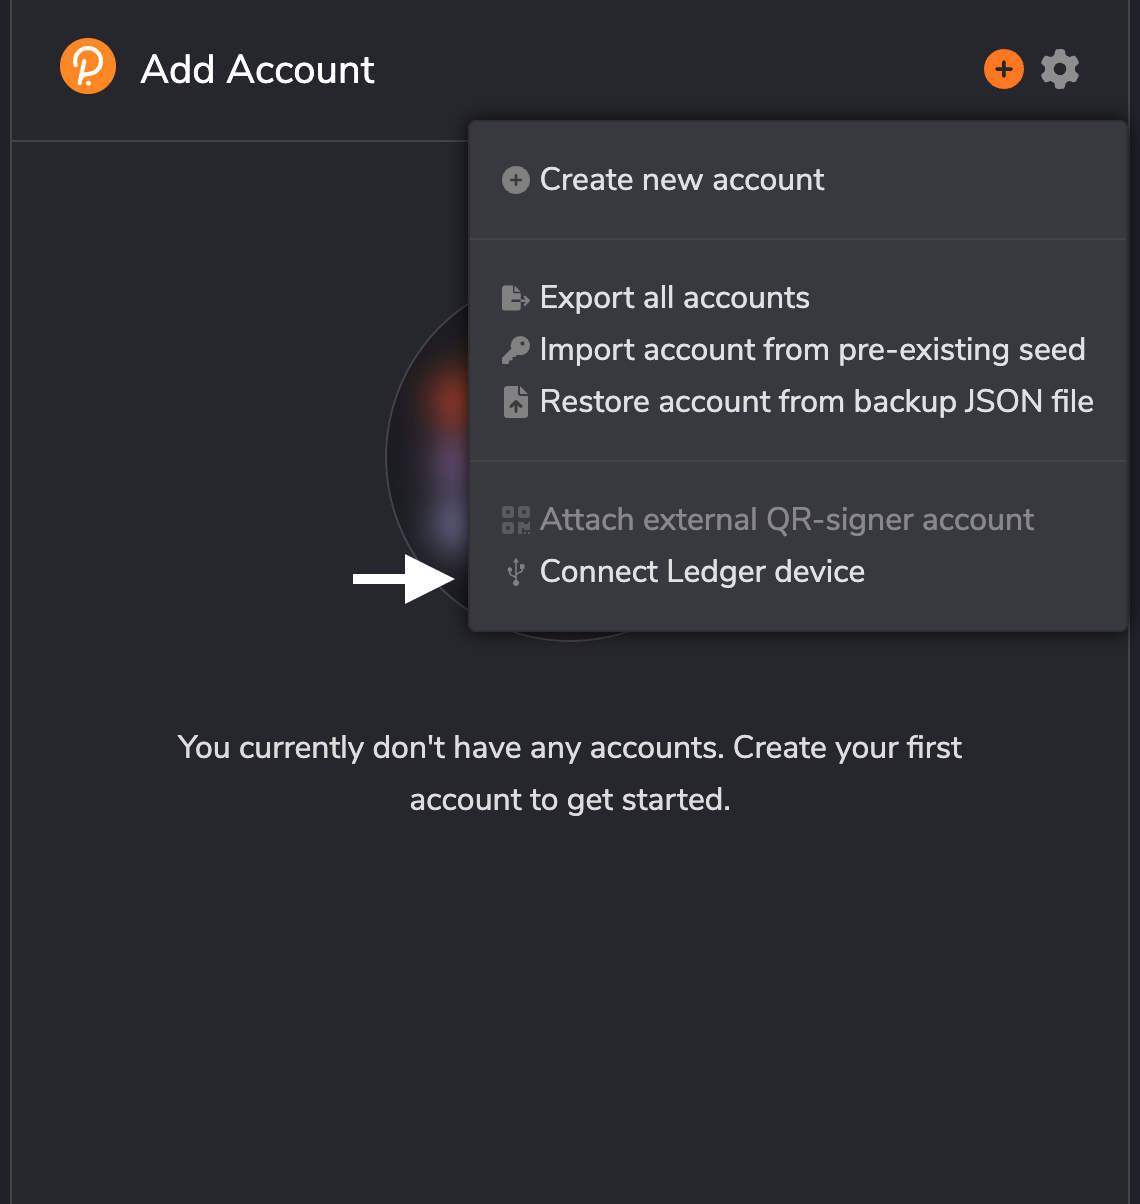 Add Account
Create new account
Export all accounts
Import account from pre-existing seed
Restore account from backup JSON file
Attach external QR-signer account
Connect Ledger device
You currently don't have any accounts. Create your first
account to get started.